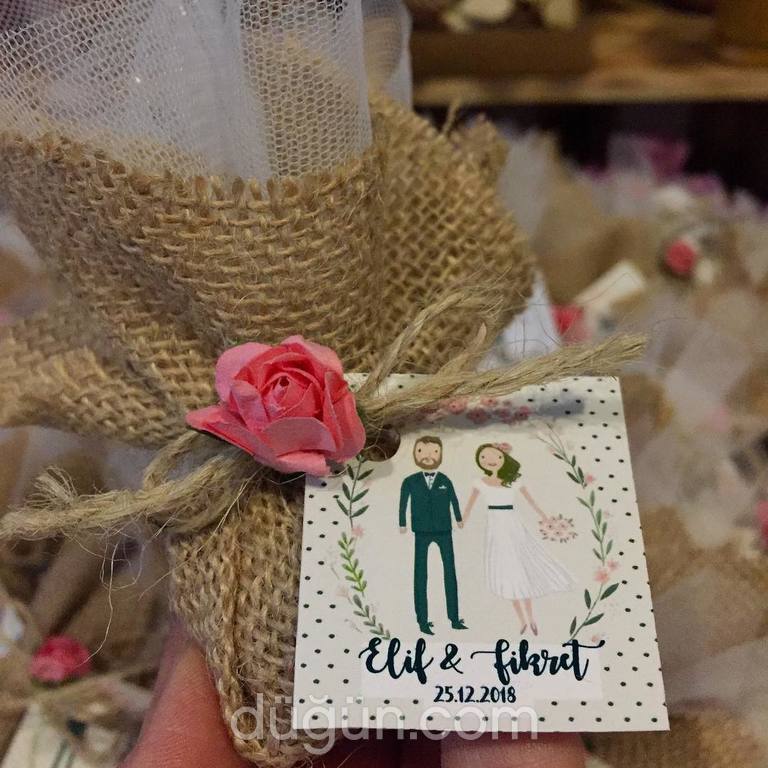 Elif & Fikret
25.12.2018
düğün.com